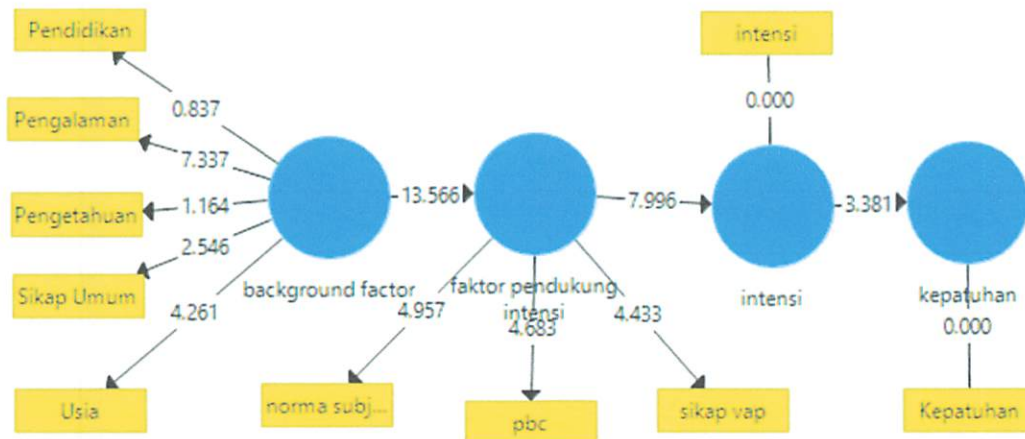 Pendidikan
intensi
0.837
0.000
Pengalaman
7.337
Pengetahuan
1.164
13.566
7.996
3.381
2.546
Sikap Umum
background factor
faktor pendukung
intensi
intensi
kepatuhan
4.261
4.957
4.683
4.433
0.000
Usia
norma subj...
pbc
sikap vap
Kepatuhan